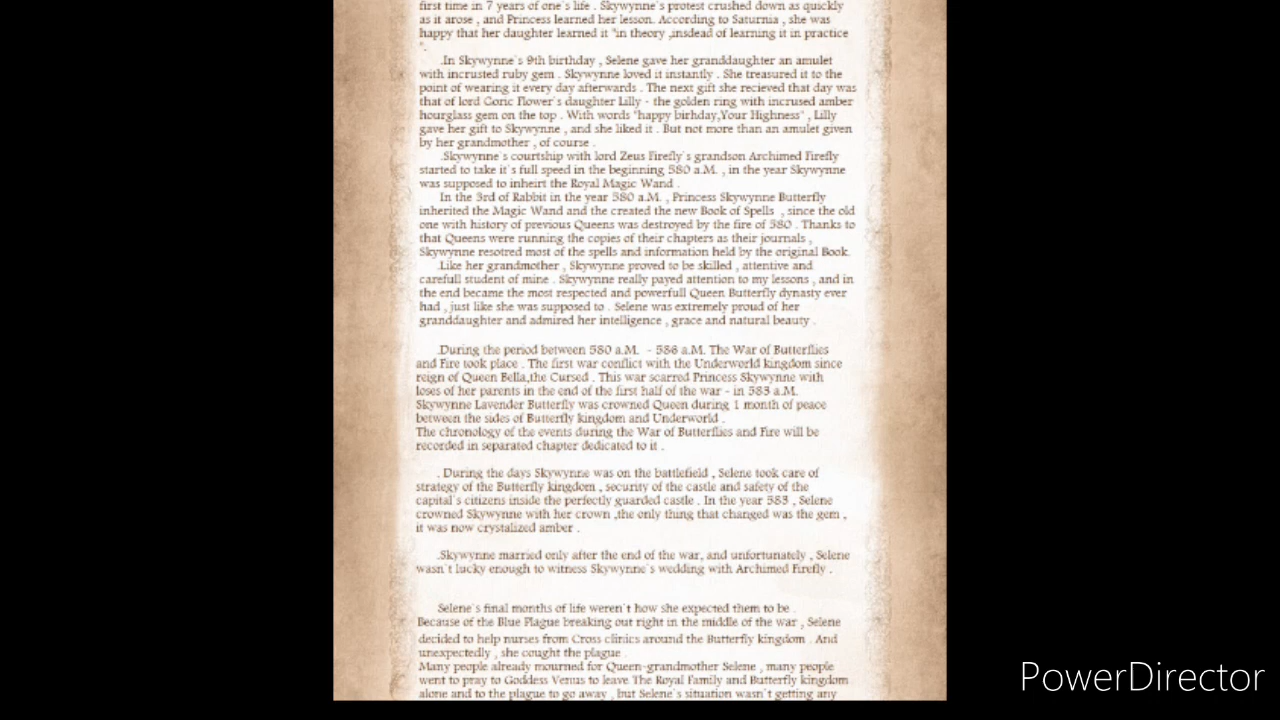 first time in 7 years of one's life . Skywynne's protest crushed down as quickly
as it arose , and Princess learned her lesson. According to Saturnia , she was
happy that her daughter learned it "in theory ,insdead of learning it in practice
".
.In Skywynne's 9th birthday , Selene gave her granddaughter an amulet
with incrusted ruby gem . Skywynne loved it instantly . She treasured it to the
point of wearing it every day afterwards . The next gift she recieved that day was
that of lord Goric Flower's daughter Lilly - the golden ring with incrused amber
hourglass gem on the top . With words "happy birhday,Your Highness" , Lilly
gave her gift to Skywynne , and she liked it . But not more than an amulet given
by her grandmother , of course .
.Skywynne's courtship with lord Zeus Firefly's grandson Archimed Firefly
started to take it's full speed in the beginning 580 a.M. , in the year Skywynne
was supposed to inheirt the Royal Magic Wand .
In the 3rd of Rabbit in the year 580 a.M. , Princess Skywynne Butterfly
inherited the Magic Wand and the created the new Book of Spells , since the old
one with history of previous Queens was destroyed by the fire of 580 . Thanks to
that Queens were running the copies of their chapters as their journals ,
Skywynne resotred most of the spells and information held by the original Book.
.Like her grandmother , Skywynne proved to be skilled , attentive and
carefull student of mine . Skywynne really payed attention to my lessons , and in
the end became the most respected and powerfull Queen Butterfly dynasty ever
had , just like she was supposed to . Selene was extremely proud of her
granddaughter and admired her intelligence , grace and natural beauty .
.During the period between 580 a.M. - 586 a.M. The War of Butterflies
and Fire took place . The first war conflict with the Underworld kingdom since
reign of Queen Bella,the Cursed . This war scarred Princess Skywynne with
loses of her parents in the end of the first half of the war - in 583 a.M.
Skywynne Lavender Butterfly was crowned Queen during 1 month of peace
between the sides of Butterfly kingdom and Underworld .
The chronology of the events during the War of Butterflies and Fire will be
recorded in separated chapter dedicated to it .
. During the days Skywynne was on the battlefield , Selene took care of
strategy of the Butterfly kingdom , security of the castle and safety of the
capital's citizens inside the perfectly guarded castle . In the year 583 , Selene
crowned Skywynne with her crown ,the only thing that changed was the gem ,
it was now crystalized amber .
.Skywynne married only after the end of the war, and unfortunately , Selene
wasn't lucky enough to witness Skywynne's wedding with Archimed Firefly .
Selene's final months of life weren't how she expected them to be .
Because of the Blue Plague breaking out right in the middle of the war , Selene
decided to help nurses from Cross clinics around the Butterfly kingdom . And
unexpectedly , she cought the plague .
Many people already mourned for Queen-grandmother Selene , many people
went to pray to Goddess Venus to leave The Royal Family and Butterfly kingdom
alone and to the plague to go away , but Selene's situation wasn't getting any
PowerDirector